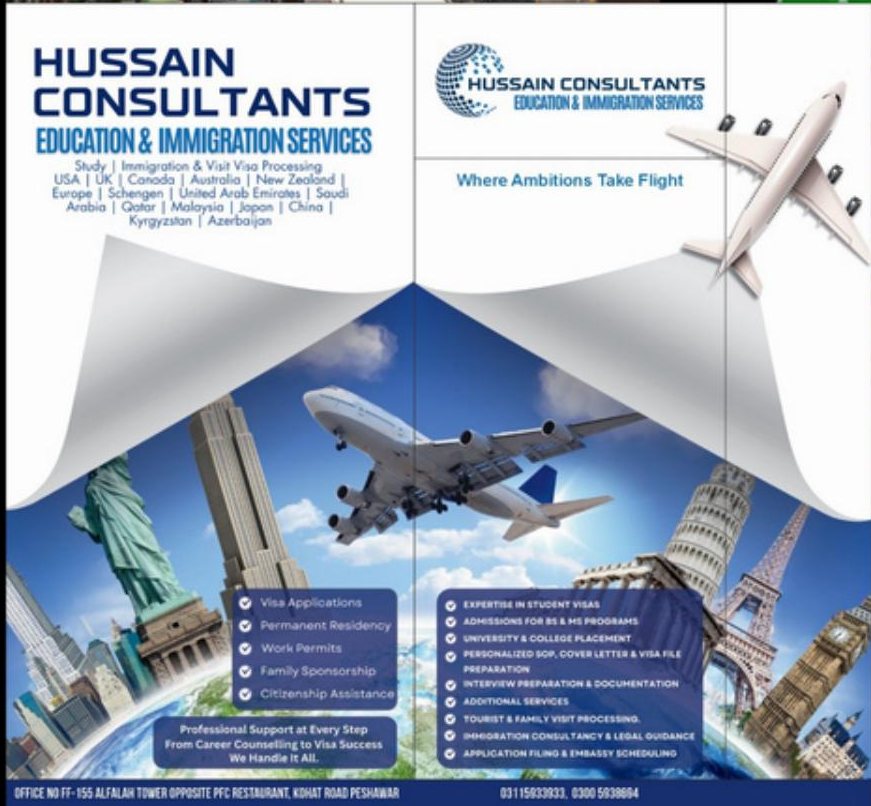 HUSSAIN
CONSULTANTS
EDUCATION & IMMIGRATION SERVICES
Study | Immigration & Visit Visa Processing
USA | UK | Canada | Australia | New Zealand |
Europe | Schengen | United Arab Emirates | Saudi
Arabia | Qatar | Malaysia | Japan | China |
Kyrgyzstan | Azerbaijan
HUSSAIN CONSULTANTS
EDUCATION & IMMIGRATION SERVICES
Where Ambitions Take Flight
Visa Applications
Permanent Residency
Work Permits
Family Sponsorship
Citizenship Assistance
Professional Support at Every Step
From Career Counselling to Visa Success
We Handle It All.
EXPERTISE IN STUDENT VISAS
ADMISSIONS FOR BS & MS PROGRAMS
UNIVERSITY & COLLEGE PLACEMENT
PERSONALIZED SOP, COVER LETTER & VISA FILE
PREPARATION
INTERVIEW PREPARATION & DOCUMENTATION
ADDITIONAL SERVICES
TOURIST & FAMILY VISIT PROCESSING.
IMMIGRATION CONSULTANCY & LEGAL GUIDANCE
APPLICATION FILING & EMBASSY SCHEDULING
OFFICE NO FF-155 ALFALAH TOWER OPPOSITE PFC RESTAURANT, KOHAT ROAD PESHAWAR
03115933933, 0300 5938664